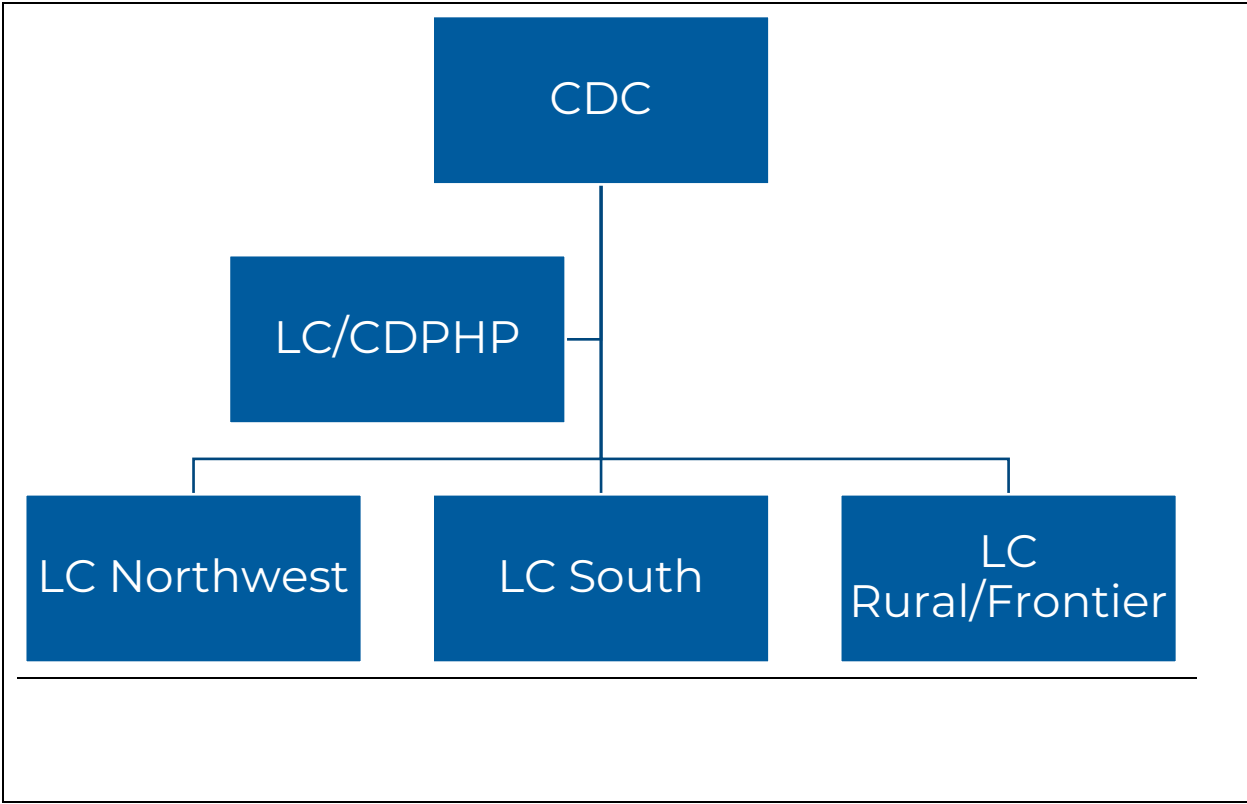 CDC
LC/CDPHP
LC Northwest
LC South
LC
Rural/Frontier